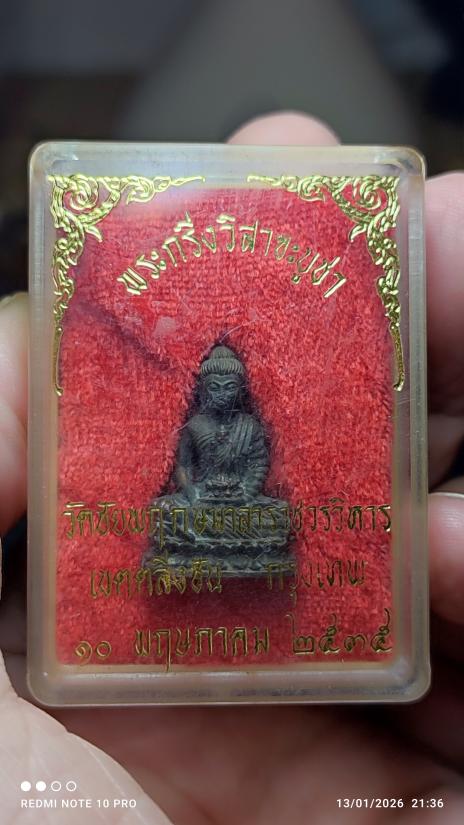 พระกริ่งวิสาขะบูชา
วัดชัยพฤกษมาลาราชวรวิหาร
เขตตลิ่งชัน กรุงเทพ
๑๐ พฤษภาคม ๒๕๓๕
REDMI NOTE 10 PRO
13/01/2026 21:36